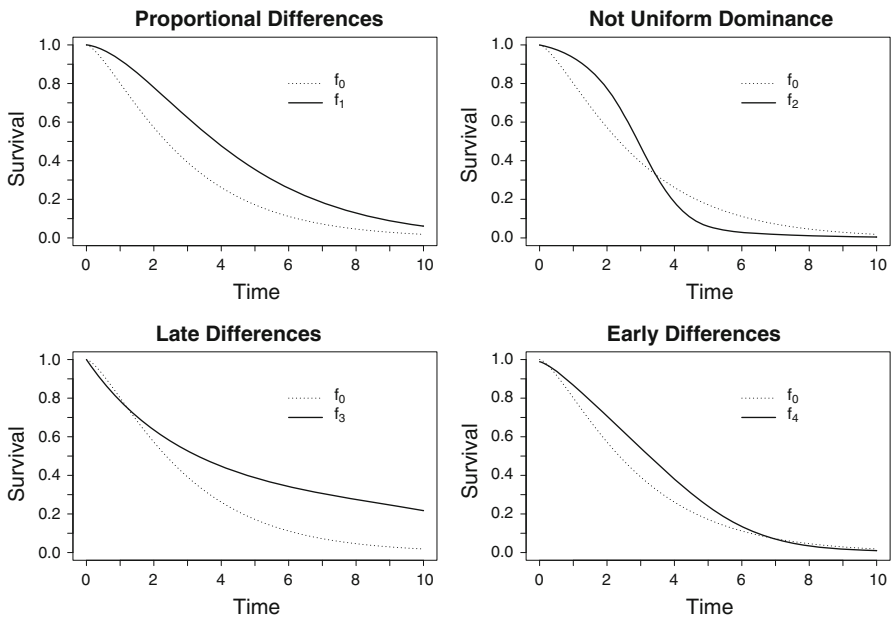 Proportional Differences
Survival
1.0
0.8
0.6
0.4
0.2
0.0
f0
f1
0 2 4 6 8 10
Time
Not Uniform Dominance
Survival
1.0
0.8
0.6
0.4
0.2
0.0
f0
f2
0 2 4 6 8 10
Time
Late Differences
Survival
1.0
0.8
0.6
0.4
0.2
0.0
f0
f3
0 2 4 6 8 10
Time
Early Differences
Survival
1.0
0.8
0.6
0.4
0.2
0.0
f0
f4
0 2 4 6 8 10
Time